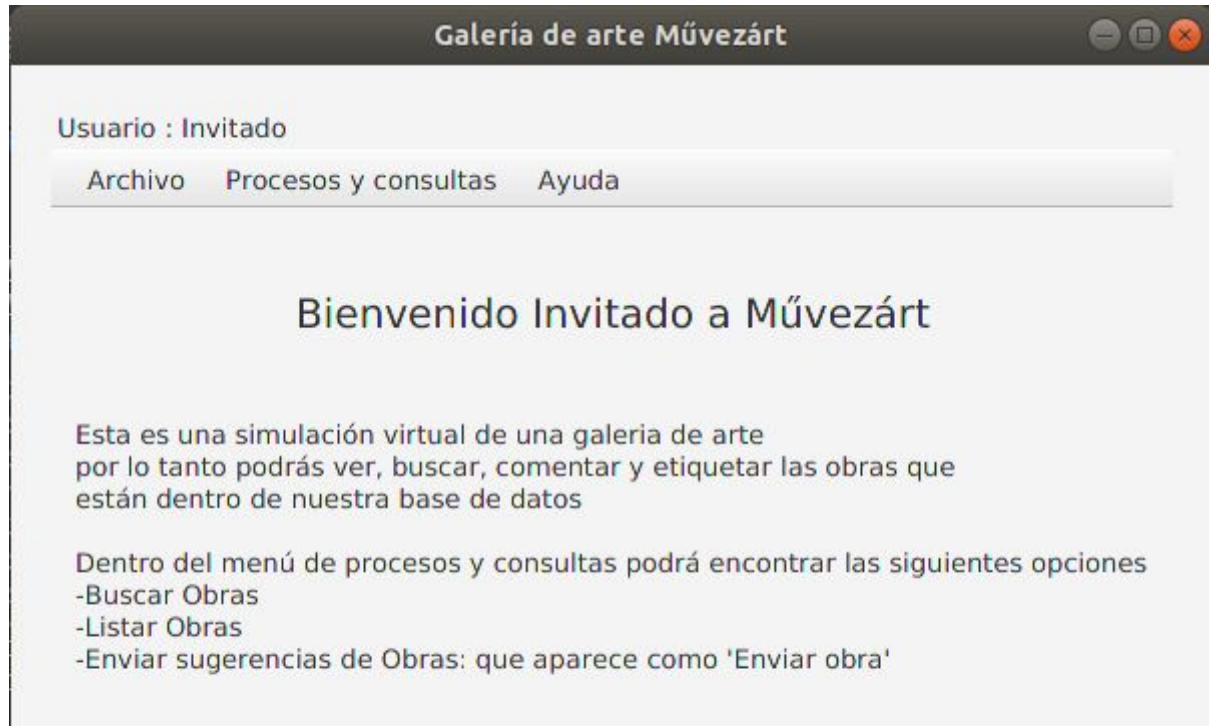 Galería de arte Művezárt
Usuario : Invitado
Archivo Procesos y consultas Ayuda
Bienvenido Invitado a Művezárt
Esta es una simulación virtual de una galeria de arte
por lo tanto podrás ver, buscar, comentar y etiquetar las obras que
están dentro de nuestra base de datos
Dentro del menú de procesos y consultas podrá encontrar las siguientes opciones
-Buscar Obras
-Listar Obras
-Enviar sugerencias de Obras: que aparece como 'Enviar obra'